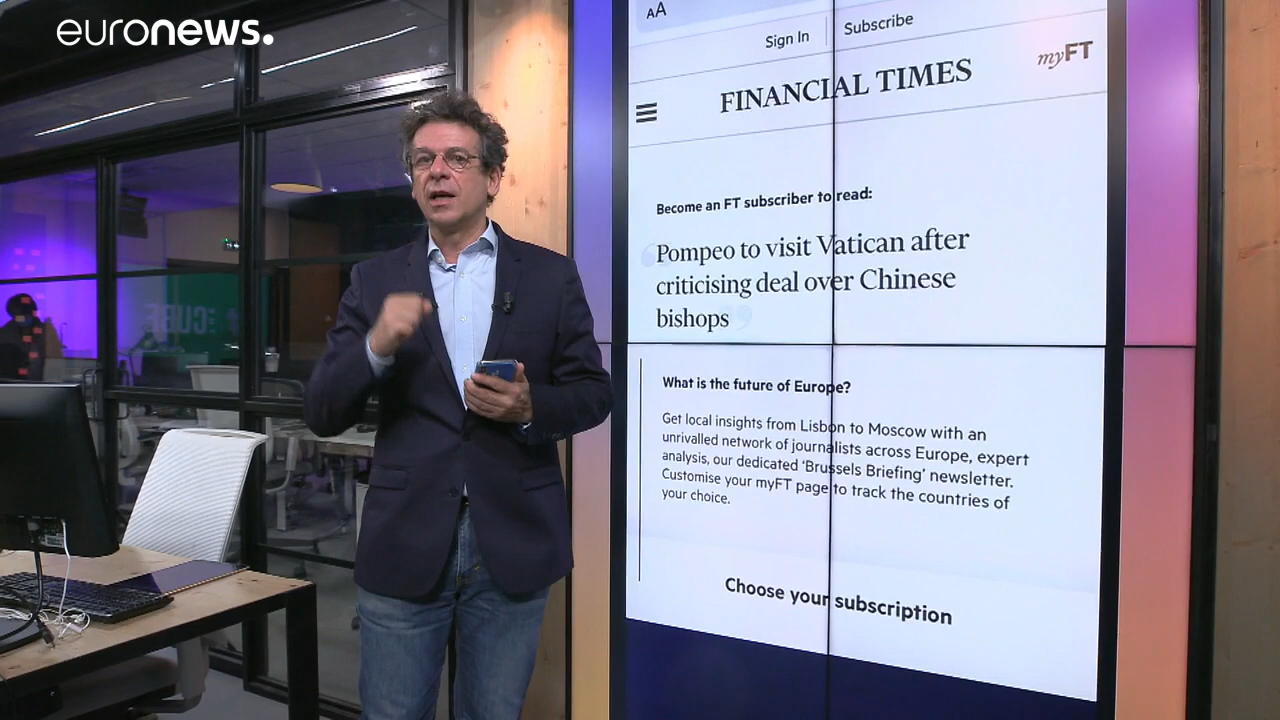 euronews.
AA
Sign In
Subscribe
FINANCIAL TIMES
myFT
Become an FT subscriber to read:
Pompeo to visit Vatican after
criticising deal over Chinese
bishops
What is the future of Europe?
Get local insights from Lisbon to Moscow with an
unrivalled network of journalists across Europe, expert
analysis, our dedicated ‘Brussels Briefing’ newsletter.
Customise your myFT page to track the countries of
your choice.
Choose your subscription
CUBE